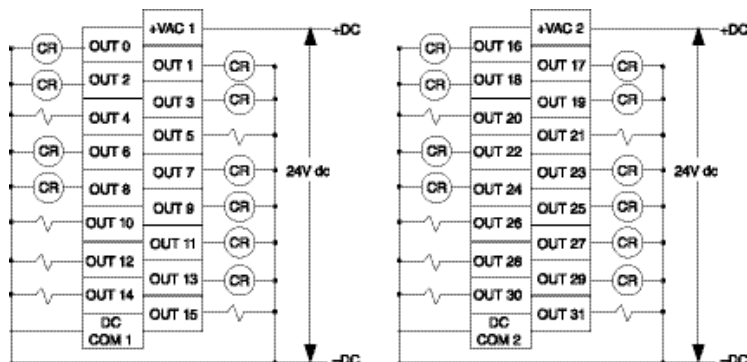 +VAC 1
+DC
CR OUT 0
OUT 1 CR
CR OUT 2
OUT 3 CR
OUT 4
OUT 5
CR OUT 6
OUT 7 CR
CR OUT 8
OUT 9 CR
OUT 10
OUT 11 CR
OUT 12
OUT 13 CR
OUT 14
OUT 15
DC
COM 1
24V dc
-DC
+VAC 2
+DC
CR OUT 16
OUT 17 CR
CR OUT 18
OUT 19 CR
OUT 20
OUT 21
CR OUT 22
OUT 23 CR
CR OUT 24
OUT 25 CR
OUT 26
OUT 27 CR
OUT 28
OUT 29 CR
OUT 30
OUT 31
DC
COM 2
24V dc
-DC